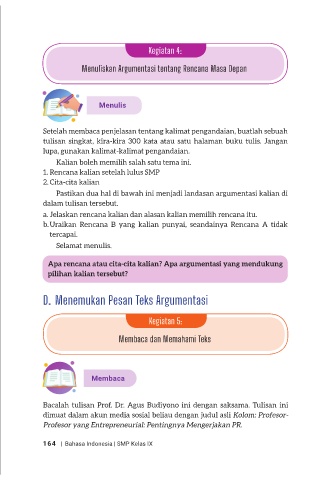 Kegiatan 4:
Menuliskan Argumentasi tentang Rencana Masa Depan
Menulis
Setelah membaca penjelasan tentang kalimat pengandaian, buatlah sebuah
tulisan singkat, kira-kira 300 kata atau satu halaman buku tulis. Jangan
lupa, gunakan kalimat-kalimat pengandaian.
Kalian boleh memilih salah satu tema ini.
1. Rencana kalian setelah lulus SMP
2. Cita-cita kalian
Pastikan dua hal di bawah ini menjadi landasan argumentasi kalian di
dalam tulisan tersebut.
a. Jelaskan rencana kalian dan alasan kalian memilih rencana itu.
b. Uraikan Rencana B yang kalian punyai, seandainya Rencana A tidak
tercapai.
Selamat menulis.
Apa rencana atau cita-cita kalian? Apa argumentasi yang mendukung
pilihan kalian tersebut?
D. Menemukan Pesan Teks Argumentasi
Kegiatan 5:
Membaca dan Memahami Teks
Membaca
Bacalah tulisan Prof. Dr. Agus Budiyono ini dengan saksama. Tulisan ini
dimuat dalam akun media sosial beliau dengan judul asli Kolom: Profesor-
Profesor yang Entrepreneurial: Pentingnya Mengerjakan PR.
164 | Bahasa Indonesia | SMP Kelas IX